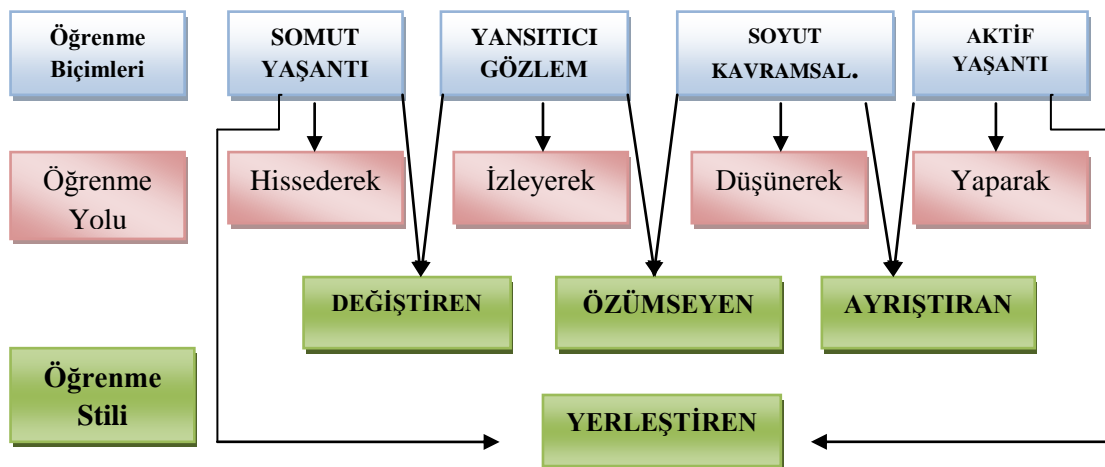 Öğrenme
Biçimleri
SOMUT
YAŞANTI
YANSITICI
GÖZLEM
SOYUT
KAVRAMSAL.
AKTİF
YAŞANTI
Öğrenme
Yolu
Hissederek
İzleyerek
Düşünerek
Yaparak
DEĞİŞTİREN
ÖZÜMSEYEN
AYRIŞTIRAN
Öğrenme
Stili
YERLEŞTİREN